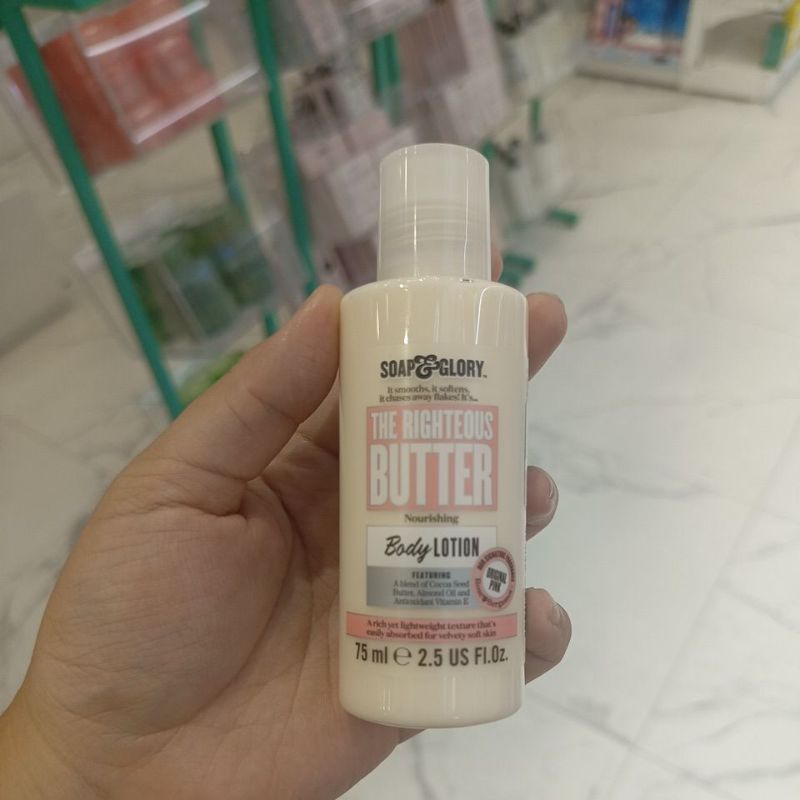 SOAP & GLORY™
It smooths, it softens,
it chases away flakes! It's...
THE RIGHTEOUS
BUTTER
Nourishing
Body LOTION
FEATURING
A blend of Cocoa Seed
Butter, Almond Oil and
Antioxidant Vitamin E
ORIGINAL
PINK
A rich yet lightweight texture that's
easily absorbed for velvety soft skin
75 ml ℮ 2.5 US Fl.Oz.